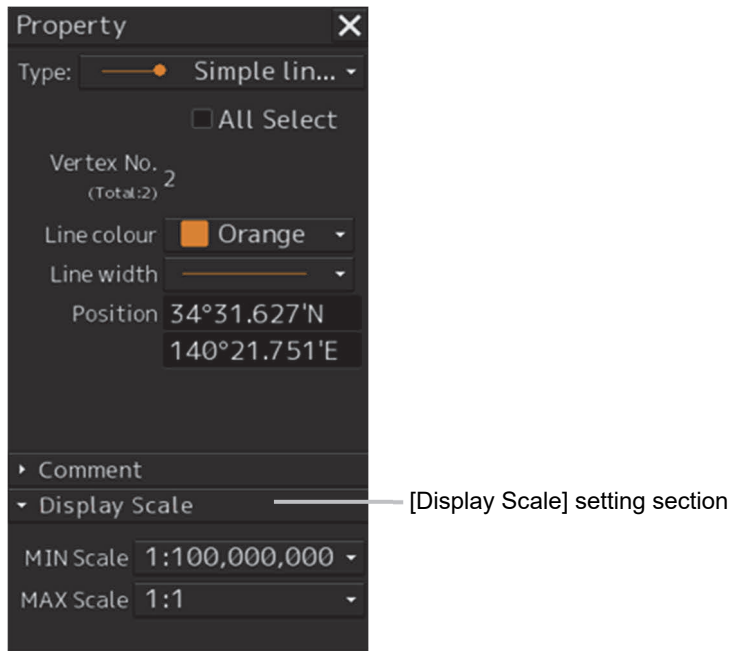 Property
Type: Simple lin...
All Select
Vertex No. 2
(Total:2)
Line colour Orange
Line width
Position 34°31.627'N
140°21.751'E
Comment
Display Scale
[Display Scale] setting section
MIN Scale 1:100,000,000
MAX Scale 1:1